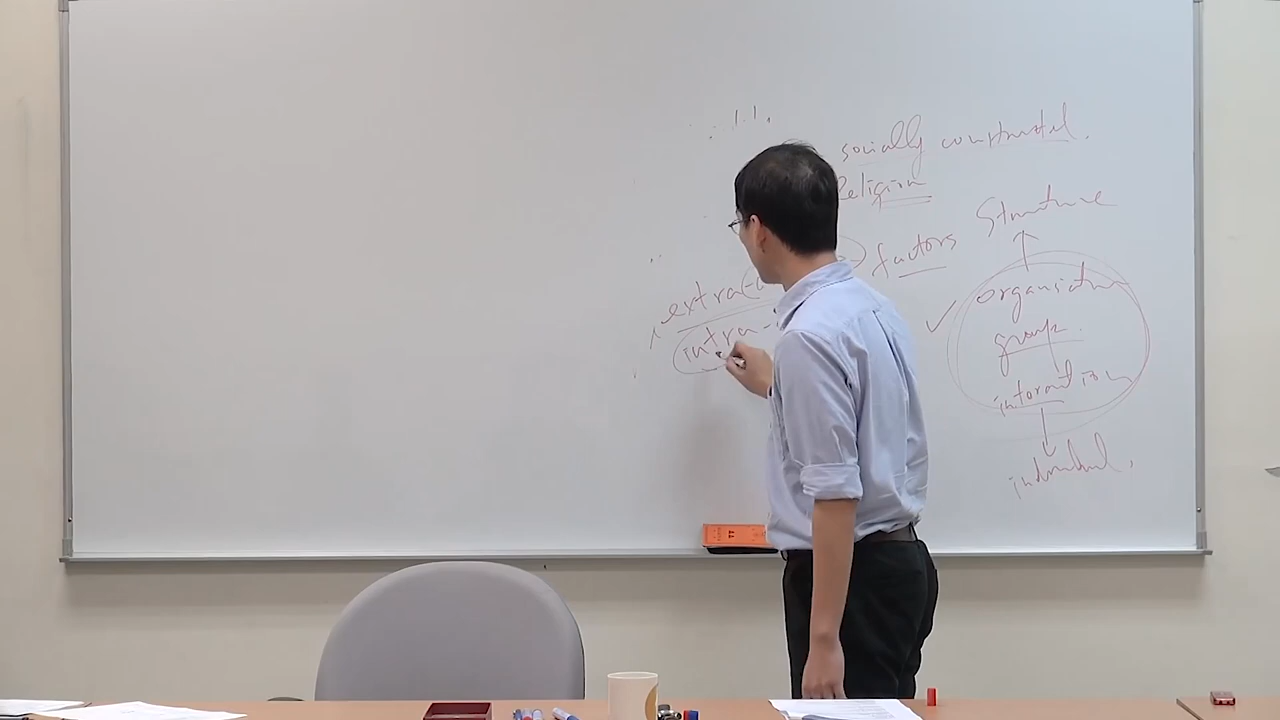 socially constructed.
Religion
factors
extra-
intra-
Structure
organization
group.
interaction
individual.